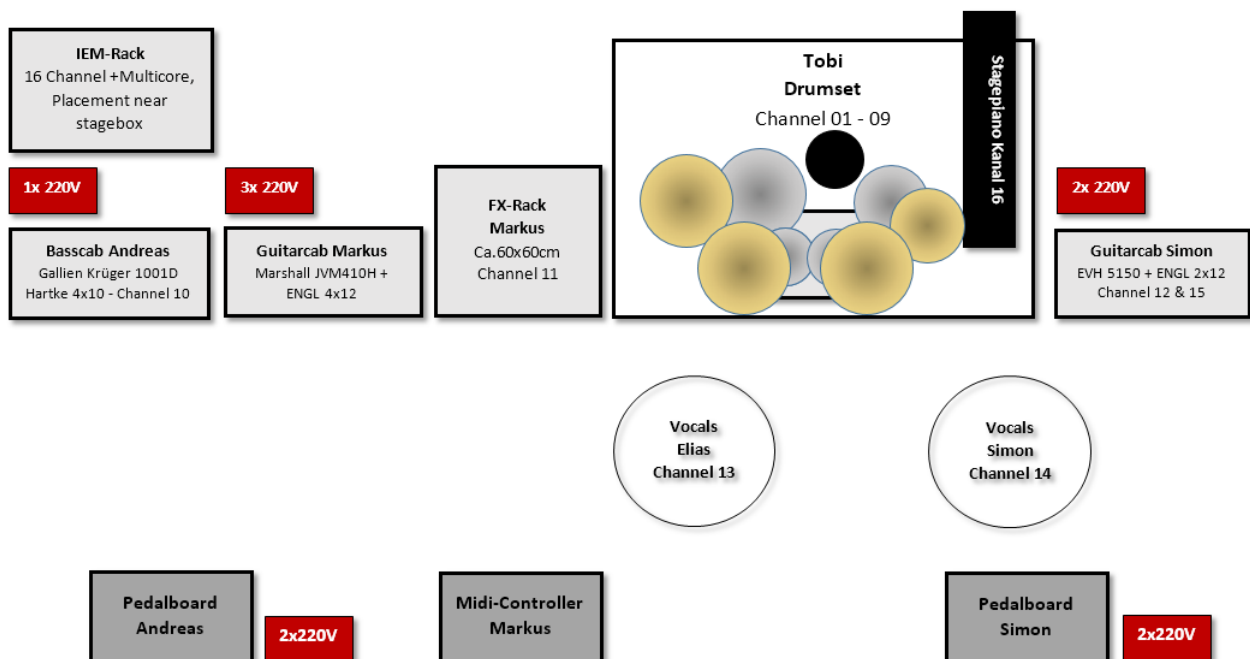 IEM-Rack
16 Channel +Multicore,
Placement near
stagebox
1x 220V
3x 220V
Basscab Andreas
Gallien Krüger 1001D
Hartke 4x10 - Channel 10
Guitarcab Markus
Marshall JVM410H +
ENGL 4x12
FX-Rack
Markus
Ca.60x60cm
Channel 11
Tobi
Drumset
Channel 01 - 09
Stagepiano Kanal 16
2x 220V
Guitarcab Simon
EVH 5150 + ENGL 2x12
Channel 12 & 15
Vocals
Elias
Channel 13
Vocals
Simon
Channel 14
Pedalboard
Andreas
2x220V
Midi-Controller
Markus
Pedalboard
Simon
2x220V